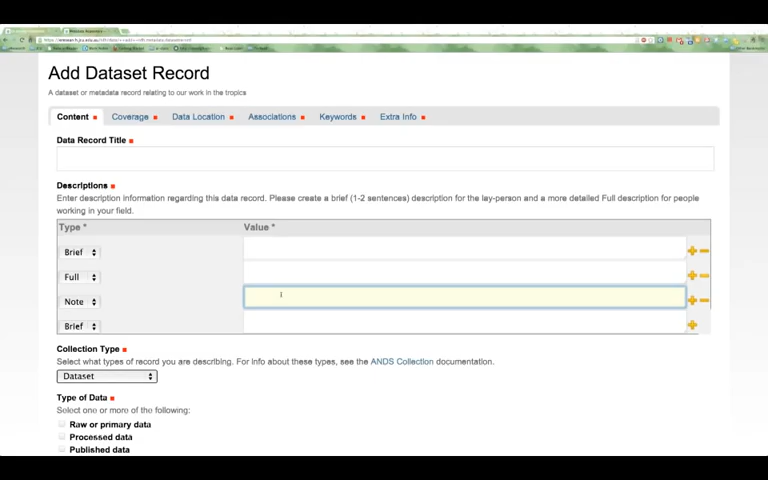 Add Dataset Record
A dataset or metadata record relating to our work in the tropics
Content Coverage Data Location Associations Keywords Extra Info
Data Record Title
Descriptions
Enter description information regarding this data record. Please create a brief (1-2 sentences) description for the lay-person and a more detailed Full description for people
working in your field.
Type * Value *
Brief
Full
Note
Brief
Collection Type
Select what types of record you are describing. For info about these types, see the ANDS Collection documentation.
Dataset
Type of Data
Select one or more of the following:
Raw or primary data
Processed data
Published data